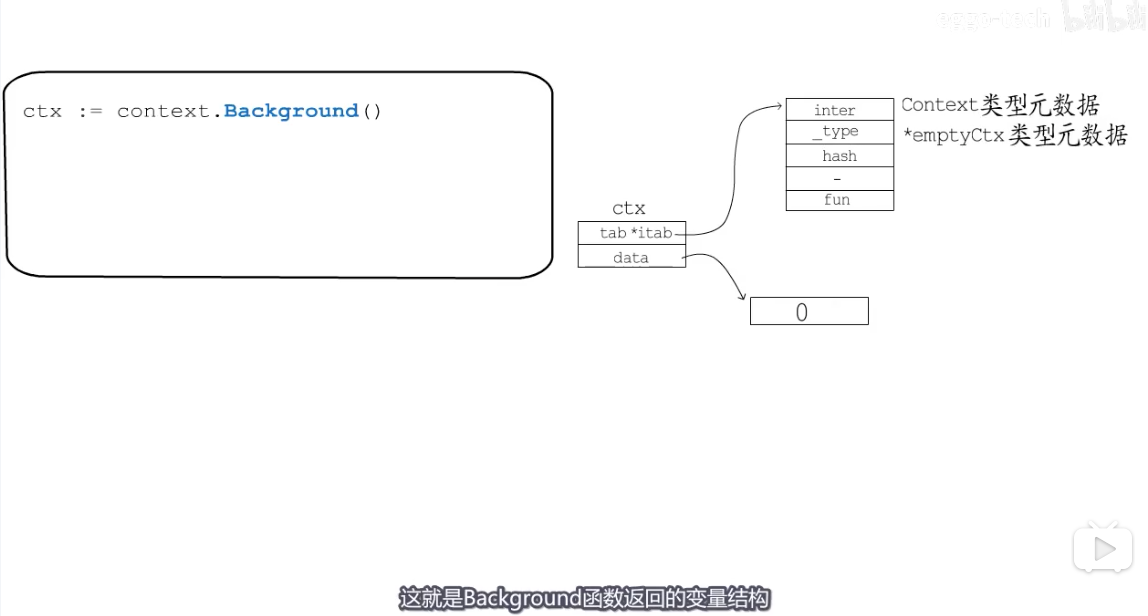 bilibili
ctx := context.Background()
inter
Context类型元数据
_type
*emptyCtx类型元数据
hash
-
fun
ctx
tab *itab
data
0
这就是Background函数返回的变量结构